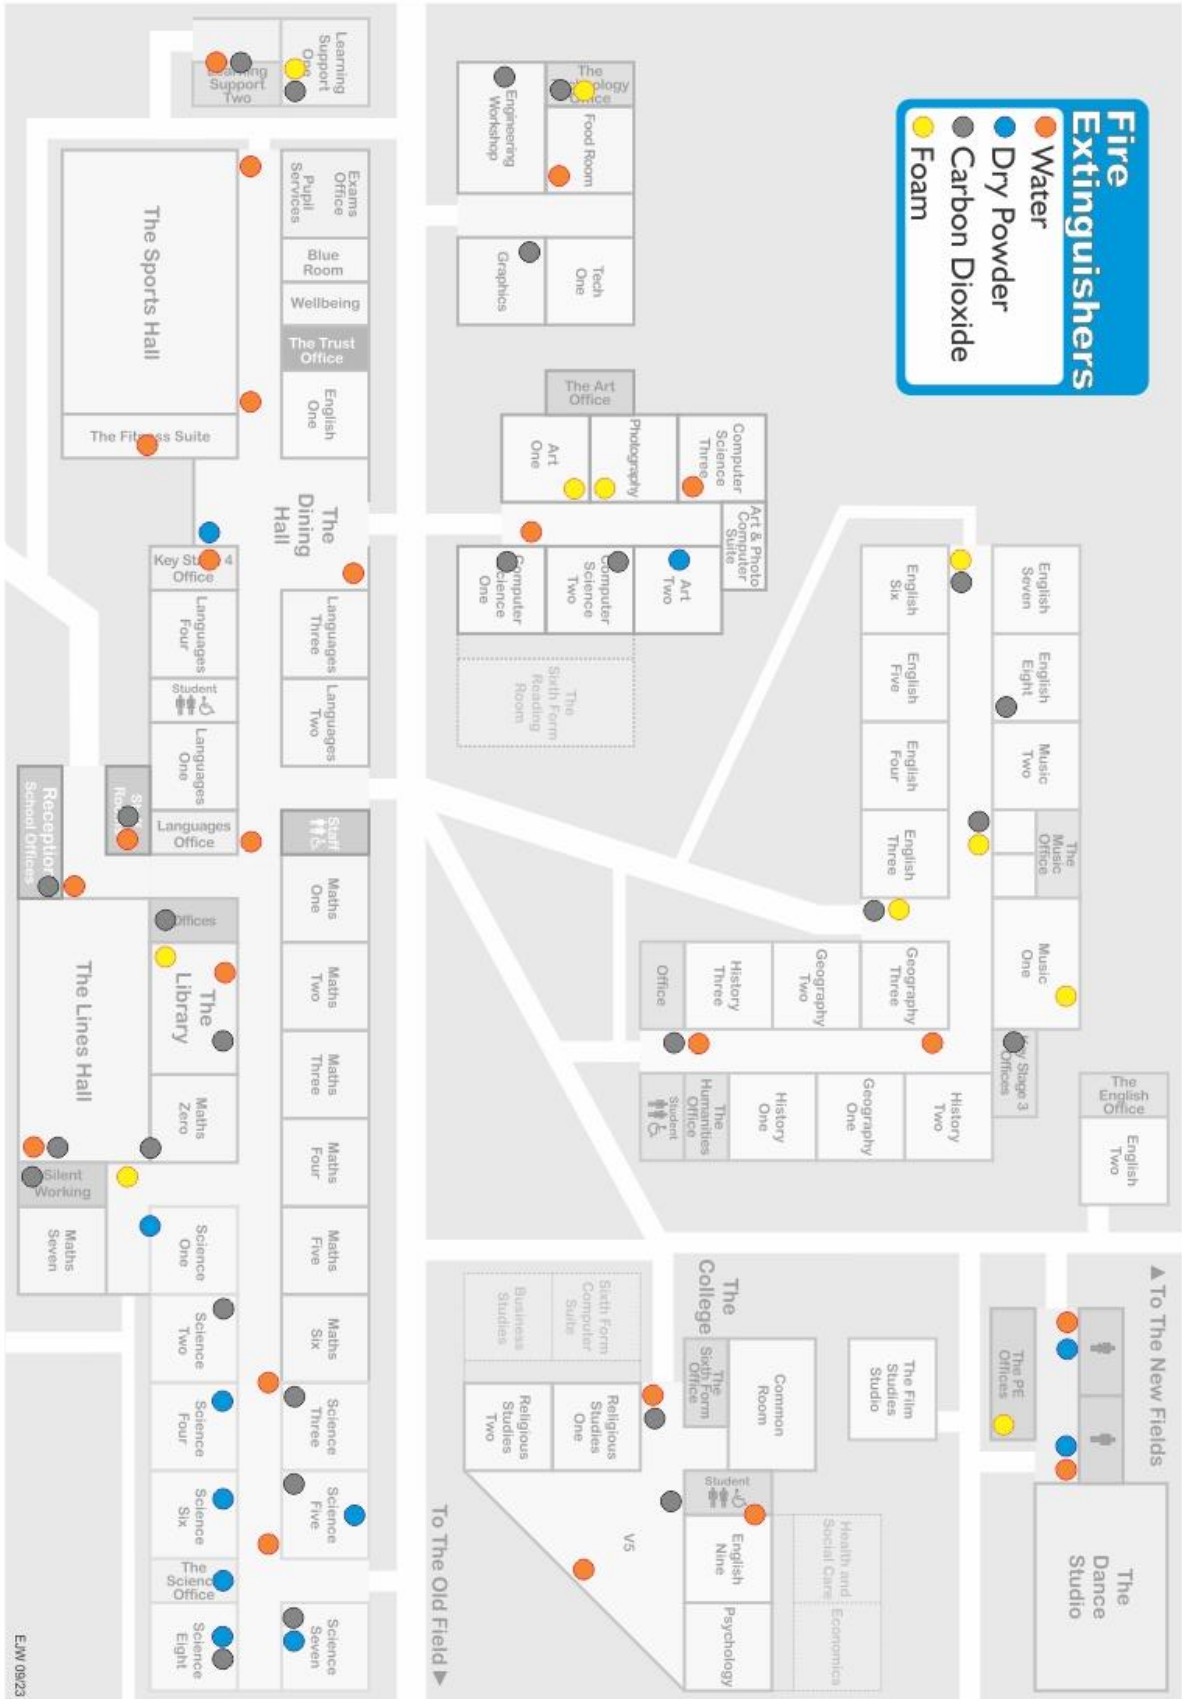 Fire
Extinguishers
Water
Dry Powder
Carbon Dioxide
Foam
Learning
Support
One
Learning
Support
Two
The
Technology
Office
Engineering
Workshop
Food Room
Graphics
Tech
One
Exams
Office
Pupil
Services
Blue
Room
Wellbeing
The Trust
Office
English
One
The Sports Hall
The Fitness Suite
The
Dining
Hall
The Art
Office
Art
One
Photography
Computer
Science
Three
Art & Photo
Computer
Suite
Computer
Science
One
Computer
Science
Two
Art
Two
The
Sixth Form
Reading
Room
Key Stage 4
Office
Languages
Four
Student
Languages
One
Languages
Office
Languages
Three
Languages
Two
Staff
Staff
Room
Reception
School Offices
English
Seven
English
Eight
Music
Two
The
Music
Office
Music
One
English
Six
English
Five
English
Four
English
Three
Geography
Three
Geography
Two
History
Three
Office
Key Stage 3
Offices
History
Two
Geography
One
History
One
The
Humanities
Office
Student
The
English
Office
English
Two
Maths
One
Maths
Two
Maths
Three
Maths
Four
Maths
Five
Maths
Six
Offices
The
Library
Maths
Zero
The Lines Hall
Silent
Working
Maths
Seven
Science
One
Science
Two
Science
Three
Science
Four
Science
Five
Science
Six
The
Science
Office
Science
Seven
Science
Eight
The
College
Sixth Form
Computer
Suite
Business
Studies
The
Sixth Form
Office
Common
Room
Religious
Studies
One
Religious
Studies
Two
Student
V5
English
Nine
Psychology
Health and
Social Care
Economics
The Film
Studies
Studio
The PE
Offices
▲ To The New Fields
The
Dance
Studio
To The Old Field ▶
EJW 09/23